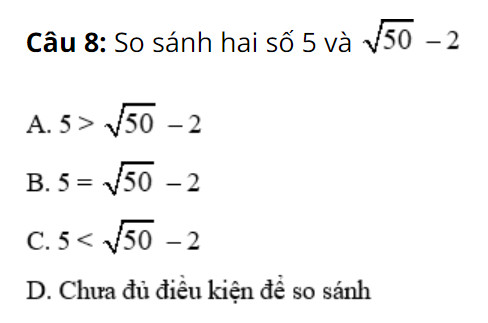 Câu 8: So sánh hai số 5 và √50 − 2
A. 5 > √50 − 2
B. 5 = √50 − 2
C. 5 < √50 − 2
D. Chưa đủ điều kiện để so sánh